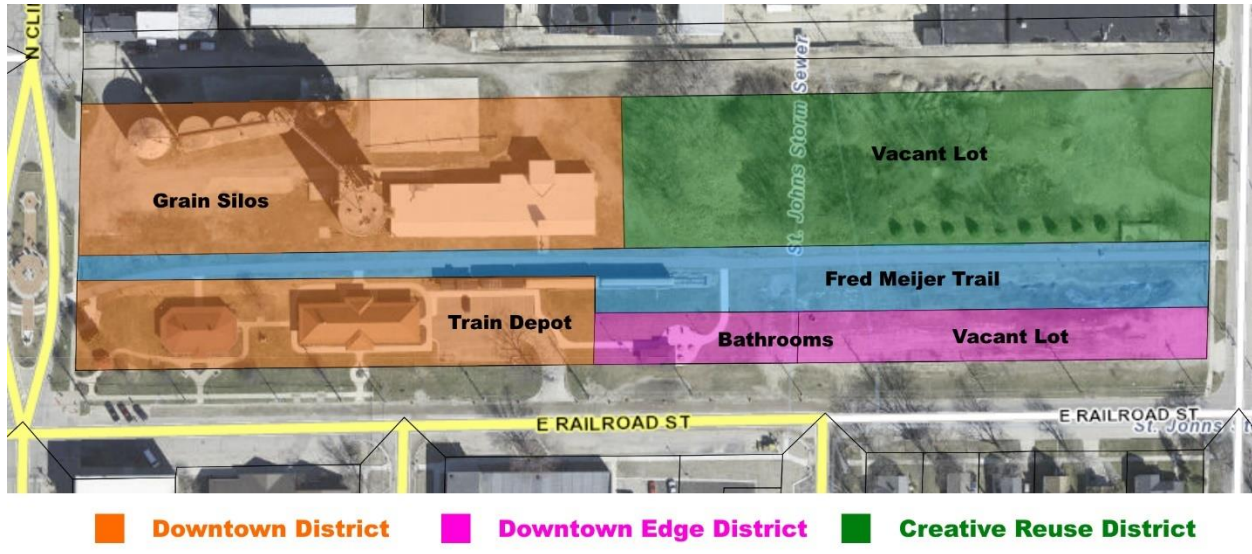 N CLI
St. Johns Storm Sewer
Vacant Lot
Grain Silos
Fred Meijer Trail
Train Depot
Bathrooms
Vacant Lot
E RAILROAD ST
E RAILROAD ST
St. Johns St
Downtown District
Downtown Edge District
Creative Reuse District